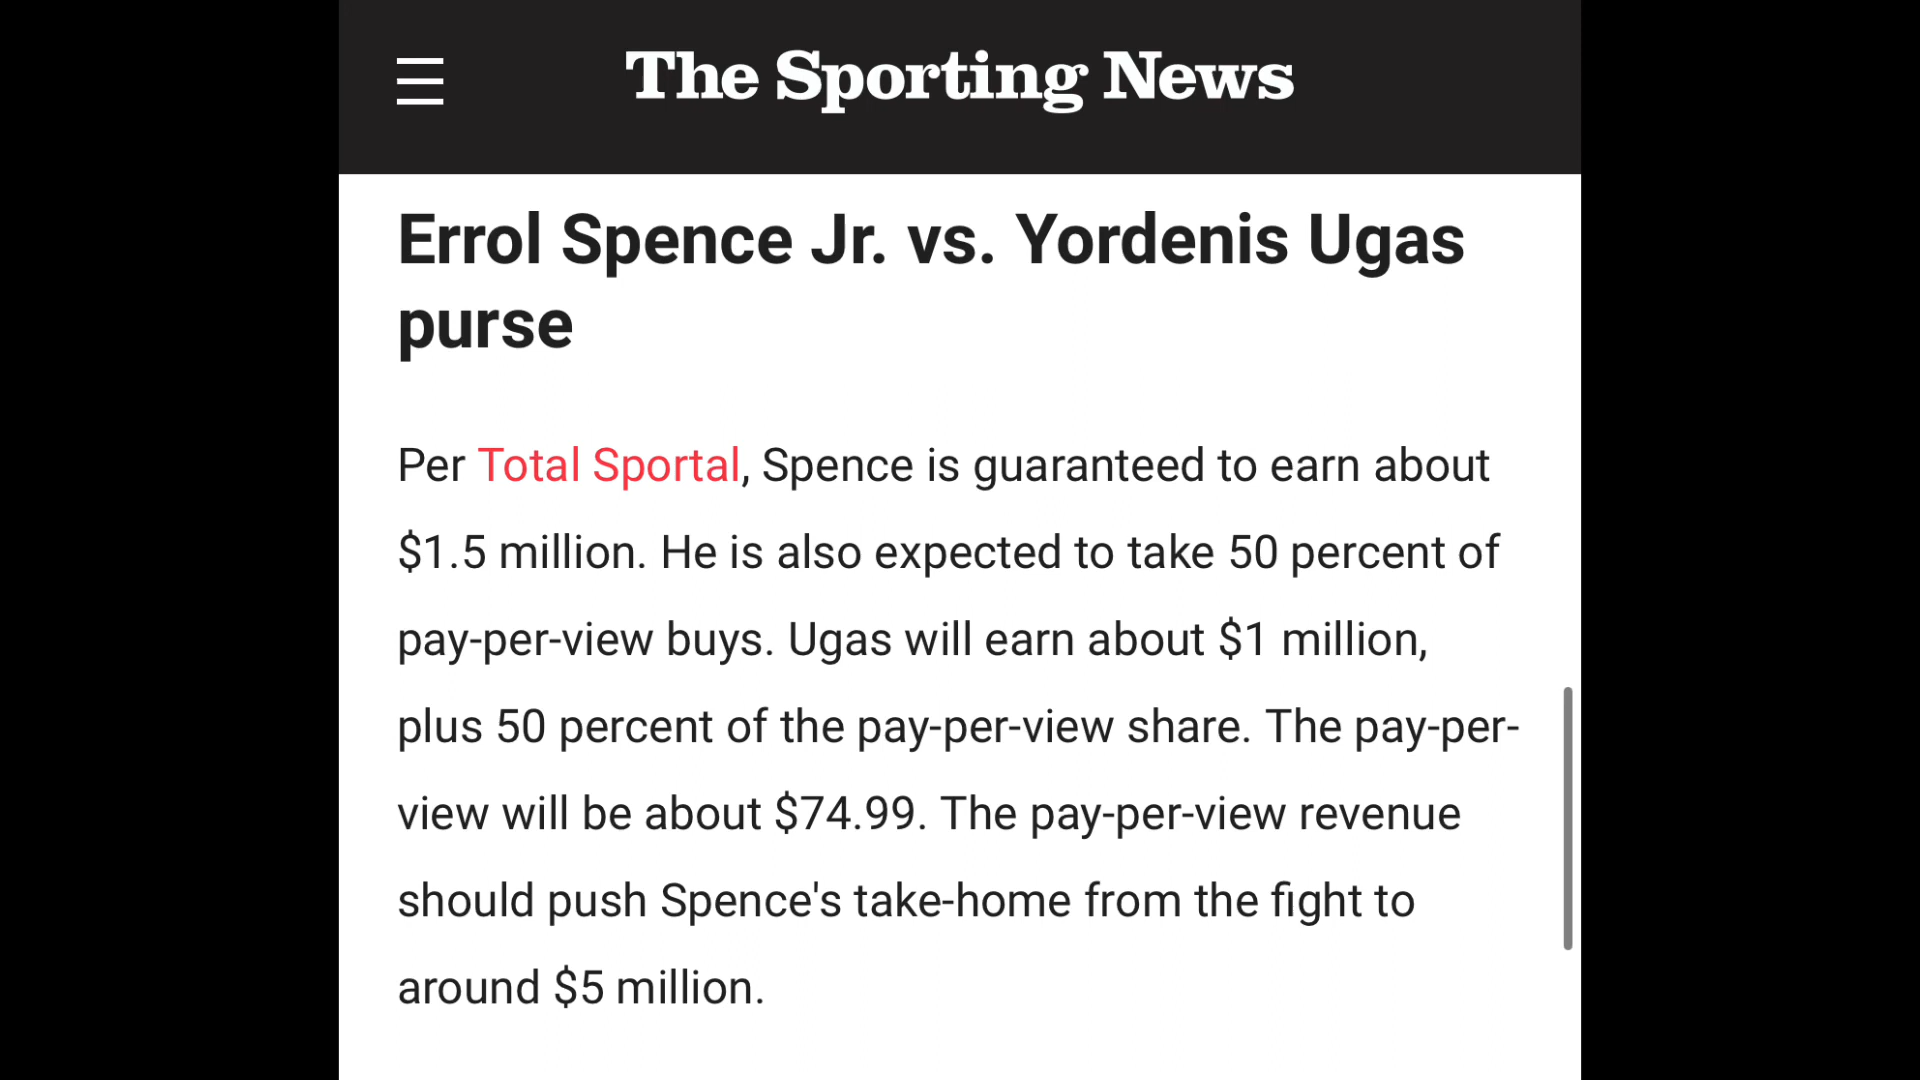 The Sporting News
Errol Spence Jr. vs. Yordenis Ugas
purse
Per Total Sportal, Spence is guaranteed to earn about
$1.5 million. He is also expected to take 50 percent of
pay-per-view buys. Ugas will earn about $1 million,
plus 50 percent of the pay-per-view share. The pay-per-
view will be about $74.99. The pay-per-view revenue
should push Spence's take-home from the fight to
around $5 million.